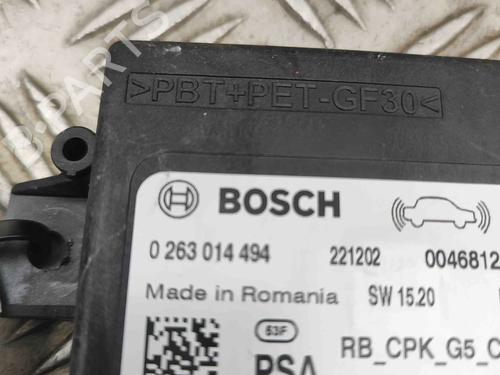 >PBT+PET-GF30<
BOSCH
0 263 014 494 221202 0046812
Made in Romania SW 15.20
53F
PSA RB_CPK_G5_C
B-Parts